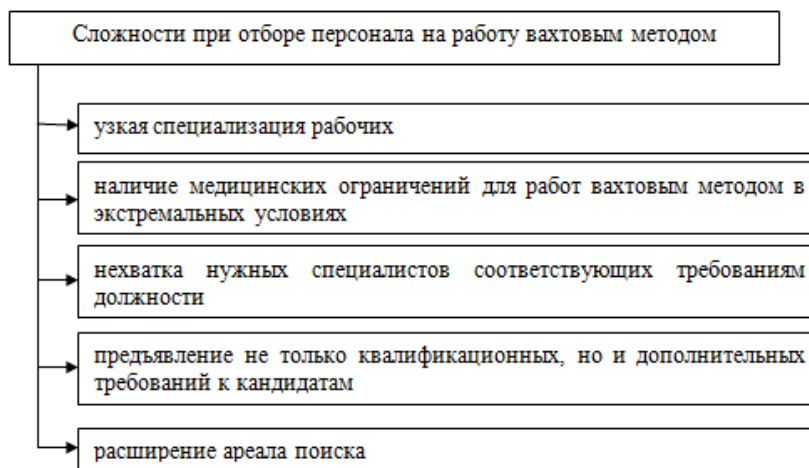 Сложности при отборе персонала на работу вахтовым методом
узкая специализация рабочих
наличие медицинских ограничений для работ вахтовым методом в
экстремальных условиях
нехватка нужных специалистов соответствующих требованиям
должности
предъявление не только квалификационных, но и дополнительных
требований к кандидатам
расширение ареала поиска